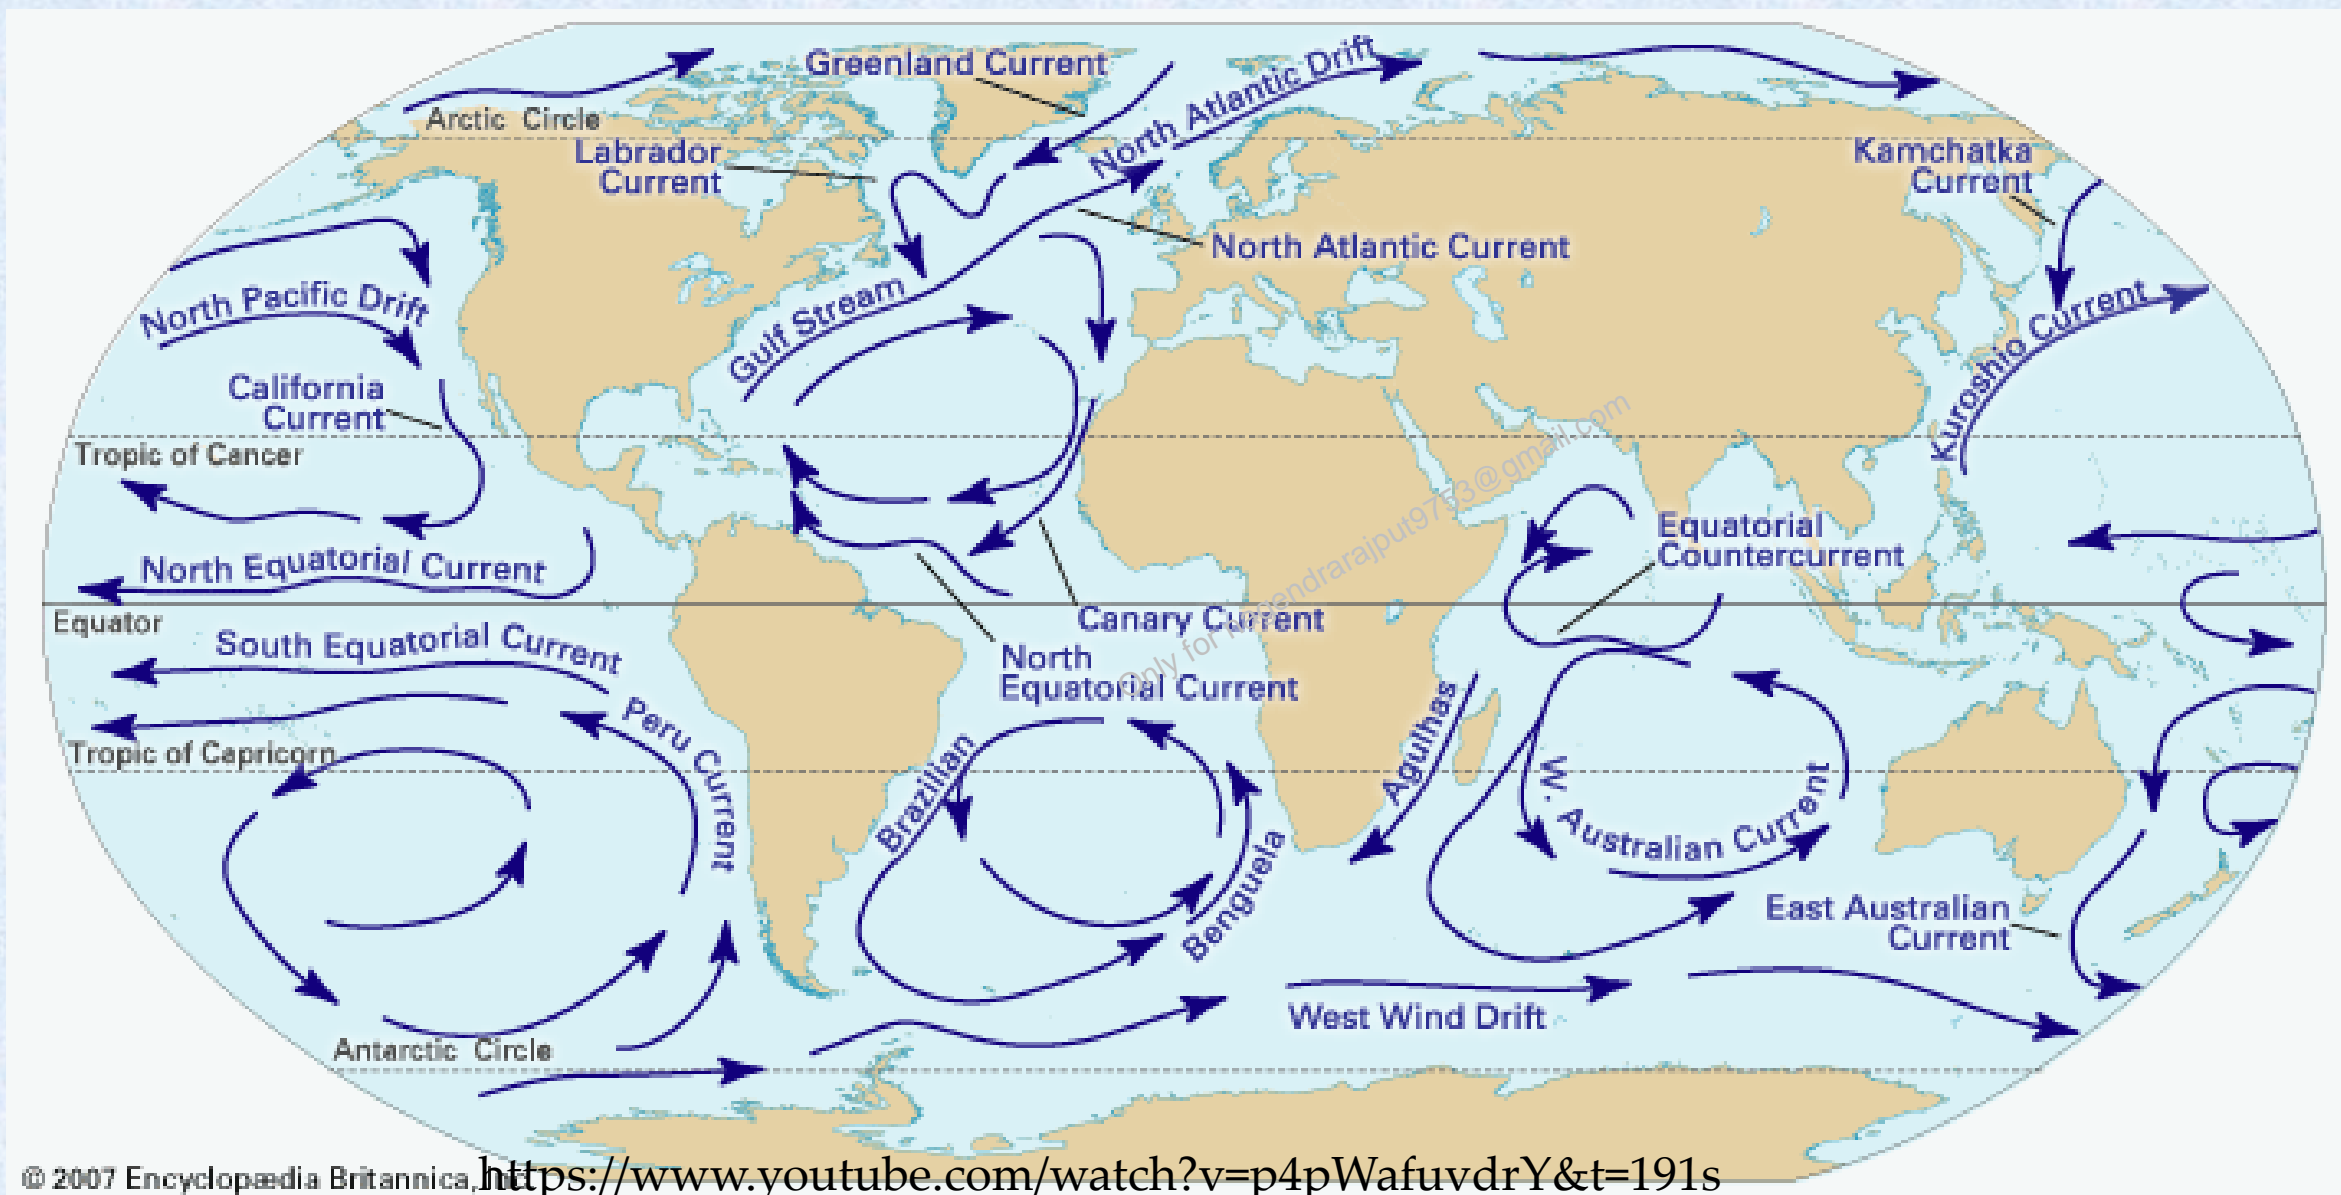 Greenland Current
North Atlantic Drift
Arctic Circle
Labrador
Current
Kamchatka
Current
North Atlantic Current
North Pacific Drift
Gulf Stream
Kuroshio Current
California
Current
Tropic of Cancer
Equatorial
Countercurrent
North Equatorial Current
Equator
Canary Current
South Equatorial Current
North
Equatorial Current
Peru Current
Agulhas
Tropic of Capricorn
Brazilian
W. Australian Current
Benguela
East Australian
Current
West Wind Drift
Antarctic Circle
Only for
© 2007 Encyclopædia Britannica,
https://www.youtube.com/watch?v=p4pWafuvdrY&t=191s